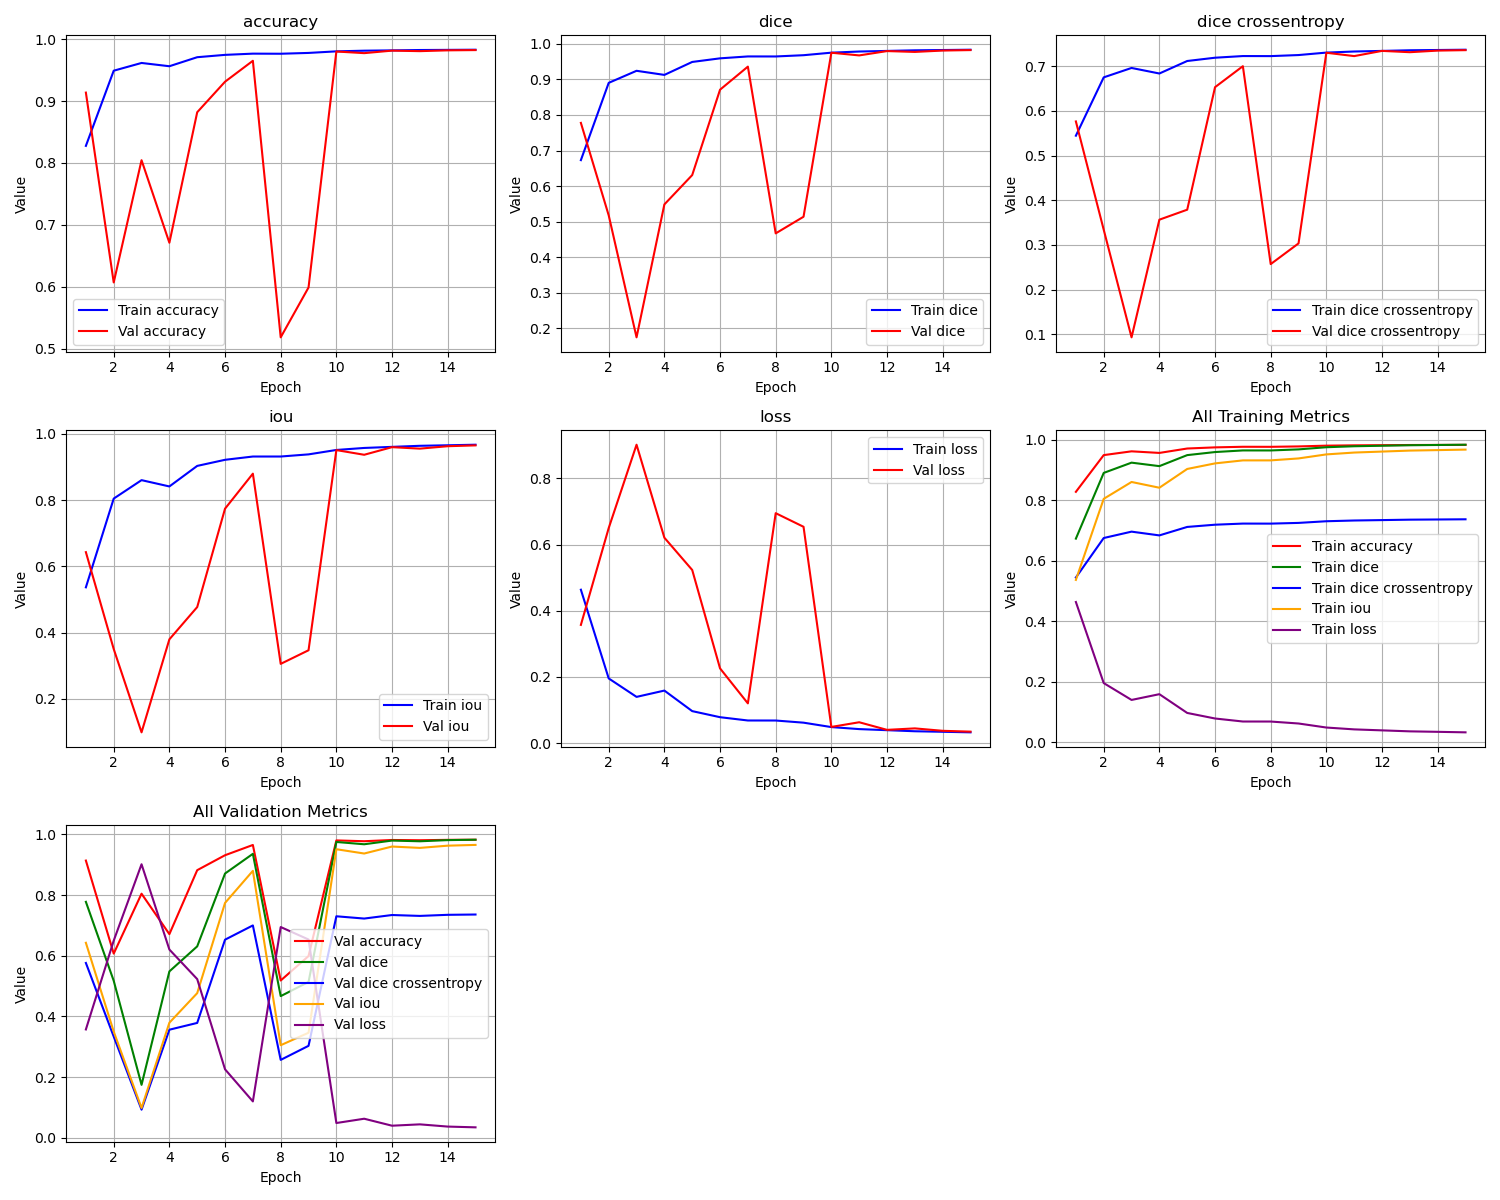 accuracy
1.0
0.9
0.8
0.7
0.6
0.5
Value
Train accuracy
Val accuracy
2 4 6 8 10 12 14
Epoch
dice
1.0
0.9
0.8
0.7
0.6
0.5
0.4
0.3
0.2
Value
Train dice
Val dice
2 4 6 8 10 12 14
Epoch
dice crossentropy
0.7
0.6
0.5
0.4
0.3
0.2
0.1
Value
Train dice crossentropy
Val dice crossentropy
2 4 6 8 10 12 14
Epoch
iou
1.0
0.8
0.6
0.4
0.2
Value
Train iou
Val iou
2 4 6 8 10 12 14
Epoch
loss
0.8
0.6
0.4
0.2
0.0
Value
Train loss
Val loss
2 4 6 8 10 12 14
Epoch
All Training Metrics
1.0
0.8
0.6
0.4
0.2
0.0
Value
Train accuracy
Train dice
Train dice crossentropy
Train iou
Train loss
2 4 6 8 10 12 14
Epoch
All Validation Metrics
1.0
0.8
0.6
0.4
0.2
0.0
Value
Val accuracy
Val dice
Val dice crossentropy
Val iou
Val loss
2 4 6 8 10 12 14
Epoch